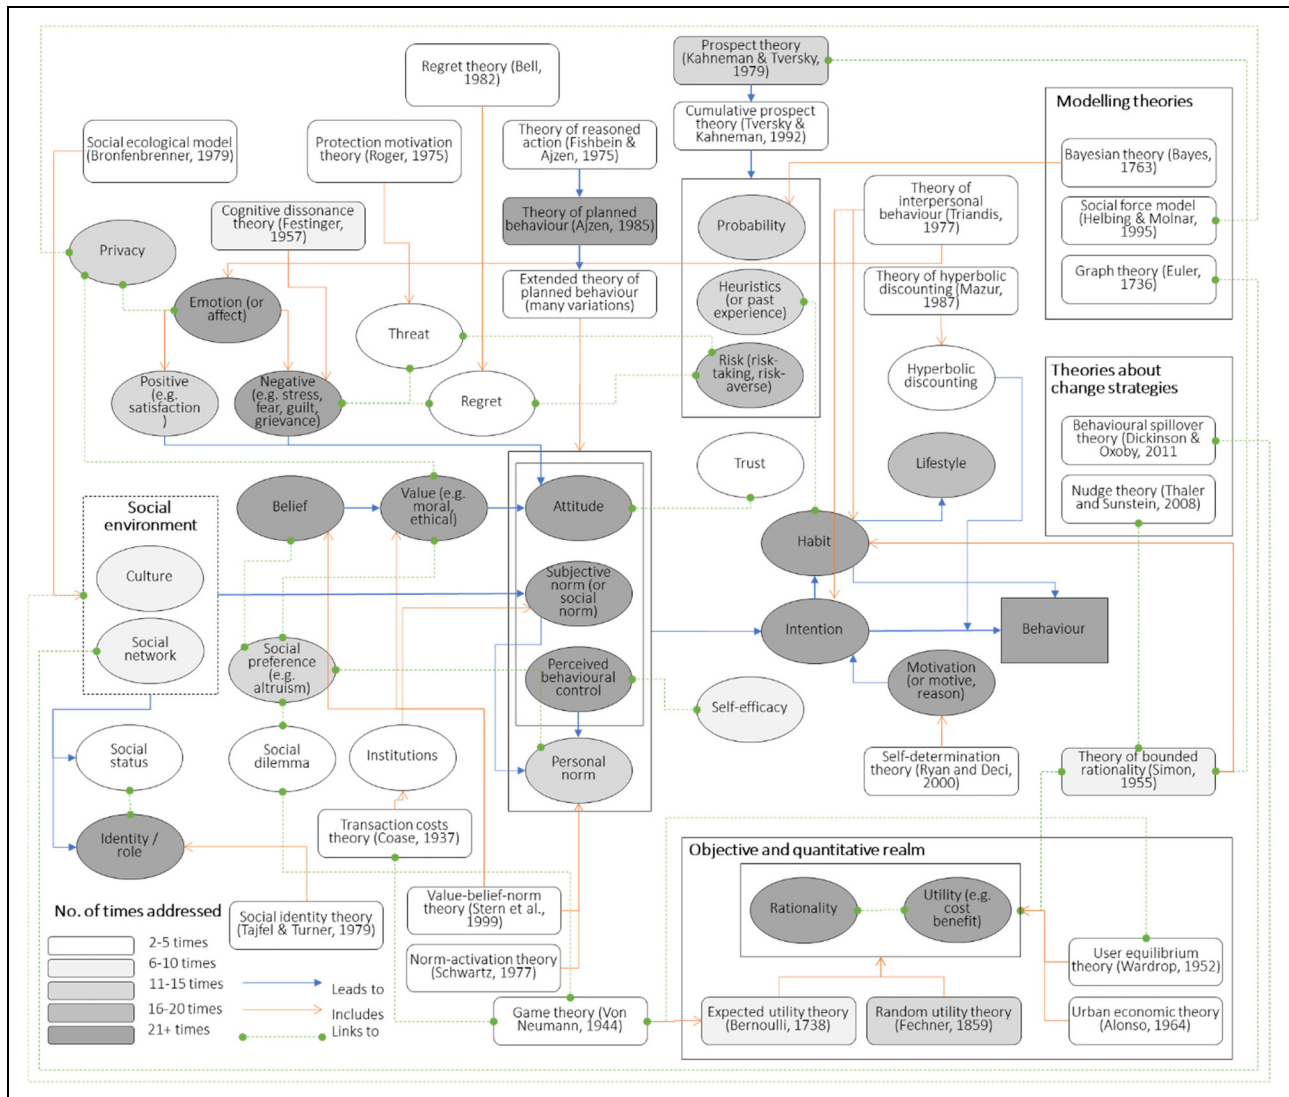 Prospect theory
(Kahneman & Tversky,
1979)
Regret theory (Bell,
1982)
Modelling theories
Cumulative prospect
theory (Tversky &
Kahneman, 1992)
Social ecological model
(Bronfenbrenner, 1979)
Protection motivation
theory (Roger, 1975)
Theory of reasoned
action (Fishbein &
Ajzen, 1975)
Bayesian theory (Bayes,
1763)
Theory of
interpersonal
behaviour (Triandis,
1977)
Cognitive dissonance
theory (Festinger,
1957)
Theory of planned
behaviour (Ajzen, 1985)
Probability
Social force model
(Helbing & Molnar,
1995)
Privacy
Graph theory (Euler,
1736)
Extended theory of
planned behaviour
(many variations)
Heuristics
(or past
experience)
Theory of hyperbolic
discounting (Mazur,
1987)
Emotion (or
affect)
Threat
Risk (risk-
taking, risk-
averse)
Hyperbolic
discounting
Theories about
change strategies
Positive
(e.g.
satisfaction
)
Negative
(e.g. stress,
fear, guilt,
grievance)
Regret
Behavioural spillover
theory (Dickinson &
Oxoby, 2011
Trust
Lifestyle
Nudge theory (Thaler
and Sunstein, 2008)
Social
environment
Belief
Value (e.g.
moral,
ethical)
Attitude
Habit
Culture
Subjective
norm (or
social
norm)
Social
network
Intention
Behaviour
Social
preference (e.g.
altruism)
Perceived
behavioural
control
Motivation
(or motive,
reason)
Self-efficacy
Social
status
Social
dilemma
Institutions
Personal
norm
Self-determination
theory (Ryan and Deci,
2000)
Theory of bounded
rationality (Simon,
1955)
Identity /
role
Transaction costs
theory (Coase, 1937)
Objective and quantitative realm
Rationality
Utility (e.g.
cost
benefit)
No. of times addressed
2-5 times
6-10 times
11-15 times
16-20 times
21+ times
Leads to
Includes
Links to
Social identity theory
(Tajfel & Turner, 1979)
Value-belief-norm
theory (Stern et al.,
1999)
Norm-activation theory
(Schwartz, 1977)
User equilibrium
theory (Wardrop, 1952)
Game theory (Von
Neumann, 1944)
Expected utility theory
(Bernoulli, 1738)
Random utility theory
(Fechner, 1859)
Urban economic theory
(Alonso, 1964)